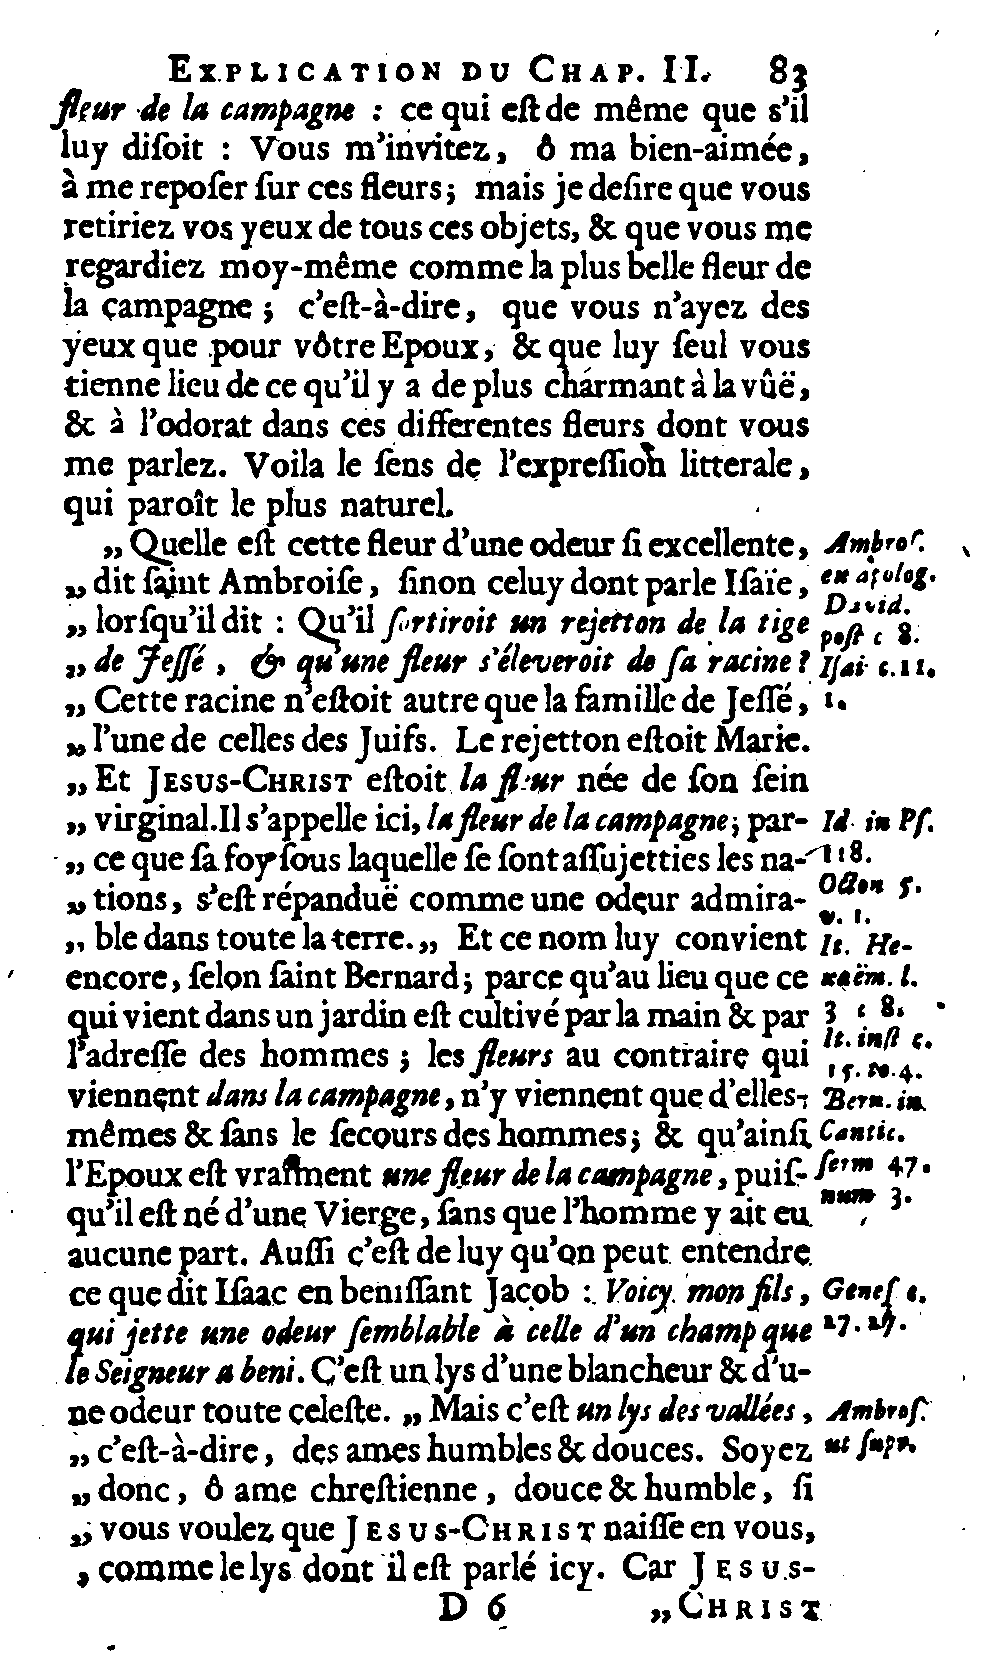 EXPLICATION DU CHAP. II. 83
fleur de la campagne : ce qui eſt de même que s'il
luy diſoit : Vous m'invitez, ô ma bien-aimée,
à me repoſer ſur ces fleurs; mais je deſire que vous
retiriez vos yeux de tous ces objets, & que vous me
regardiez moy-même comme la plus belle fleur de
la campagne; c'eſt-à-dire, que vous n'ayez des
yeux que pour vôtre Epoux, & que luy ſeul vous
tienne lieu de ce qu'il y a de plus charmant à la vûë,
& à l'odorat dans ces differentes fleurs dont vous
me parlez. Voila le ſens de l'expreſſion litterale,
qui paroît le plus naturel.
„ Quelle eſt cette fleur d'une odeur ſi excellente, Ambroſ.
„ dit ſaint Ambroiſe, ſinon celuy dont parle Iſaïe, en apolog.
David.
„ lorſqu'il dit : Qu'il ſortiroit un rejetton de la tige
poſt c 8.
„ de Jeſſé, & qu'une fleur s'éleveroit de ſa racine? Iſai c. 11.
„ Cette racine n'eſtoit autre que la famille de Jeſſé, 1.
„ l'une de celles des Juifs. Le rejetton eſtoit Marie.
„ Et JESUS-CHRIST eſtoit la fleur née de ſon ſein
„ virginal. Il s'appelle ici, la fleur de la campagne; par- Id. in Pſ.
„ ce que ſa foy ſous laquelle ſe ſont aſſujetties les na- 118.
Octon 5.
„ tions, s'eſt répanduë comme une odeur admira-
v. 1.
„ ble dans toute la terre.„ Et ce nom luy convient It. He-
encore, ſelon ſaint Bernard; parce qu'au lieu que ce xaëm. l.
qui vient dans un jardin eſt cultivé par la main & par 3 c 8.
l'adreſſe des hommes; les fleurs au contraire qui It. inſt c.
15. to. 4.
viennent dans la campagne, n'y viennent que d'elles- Bern. in
mêmes & ſans le ſecours des hommes; & qu'ainſi Cantic.
l'Epoux eſt vraiment une fleur de la campagne, puiſ- ſerm 47.
num 3.
qu'il eſt né d'une Vierge, ſans que l'homme y ait eu
aucune part. Auſſi c'eſt de luy qu'on peut entendre
ce que dit Iſaac en beniſſant Jacob : Voicy mon fils, Geneſ c.
qui jette une odeur ſemblable à celle d'un champ que 27. 27.
le Seigneur a beni. C'eſt un lys d'une blancheur & d'u-
ne odeur toute celeſte. „ Mais c'eſt un lys des vallées, Ambroſ.
„ c'eſt-à-dire, des ames humbles & douces. Soyez ut ſupr.
„ donc, ô ame chreſtienne, douce & humble, ſi
„ vous voulez que JESUS-CHRIST naiſſe en vous,
„ comme le lys dont il eſt parlé icy. Car JESUS-
D 6 „ CHRIST